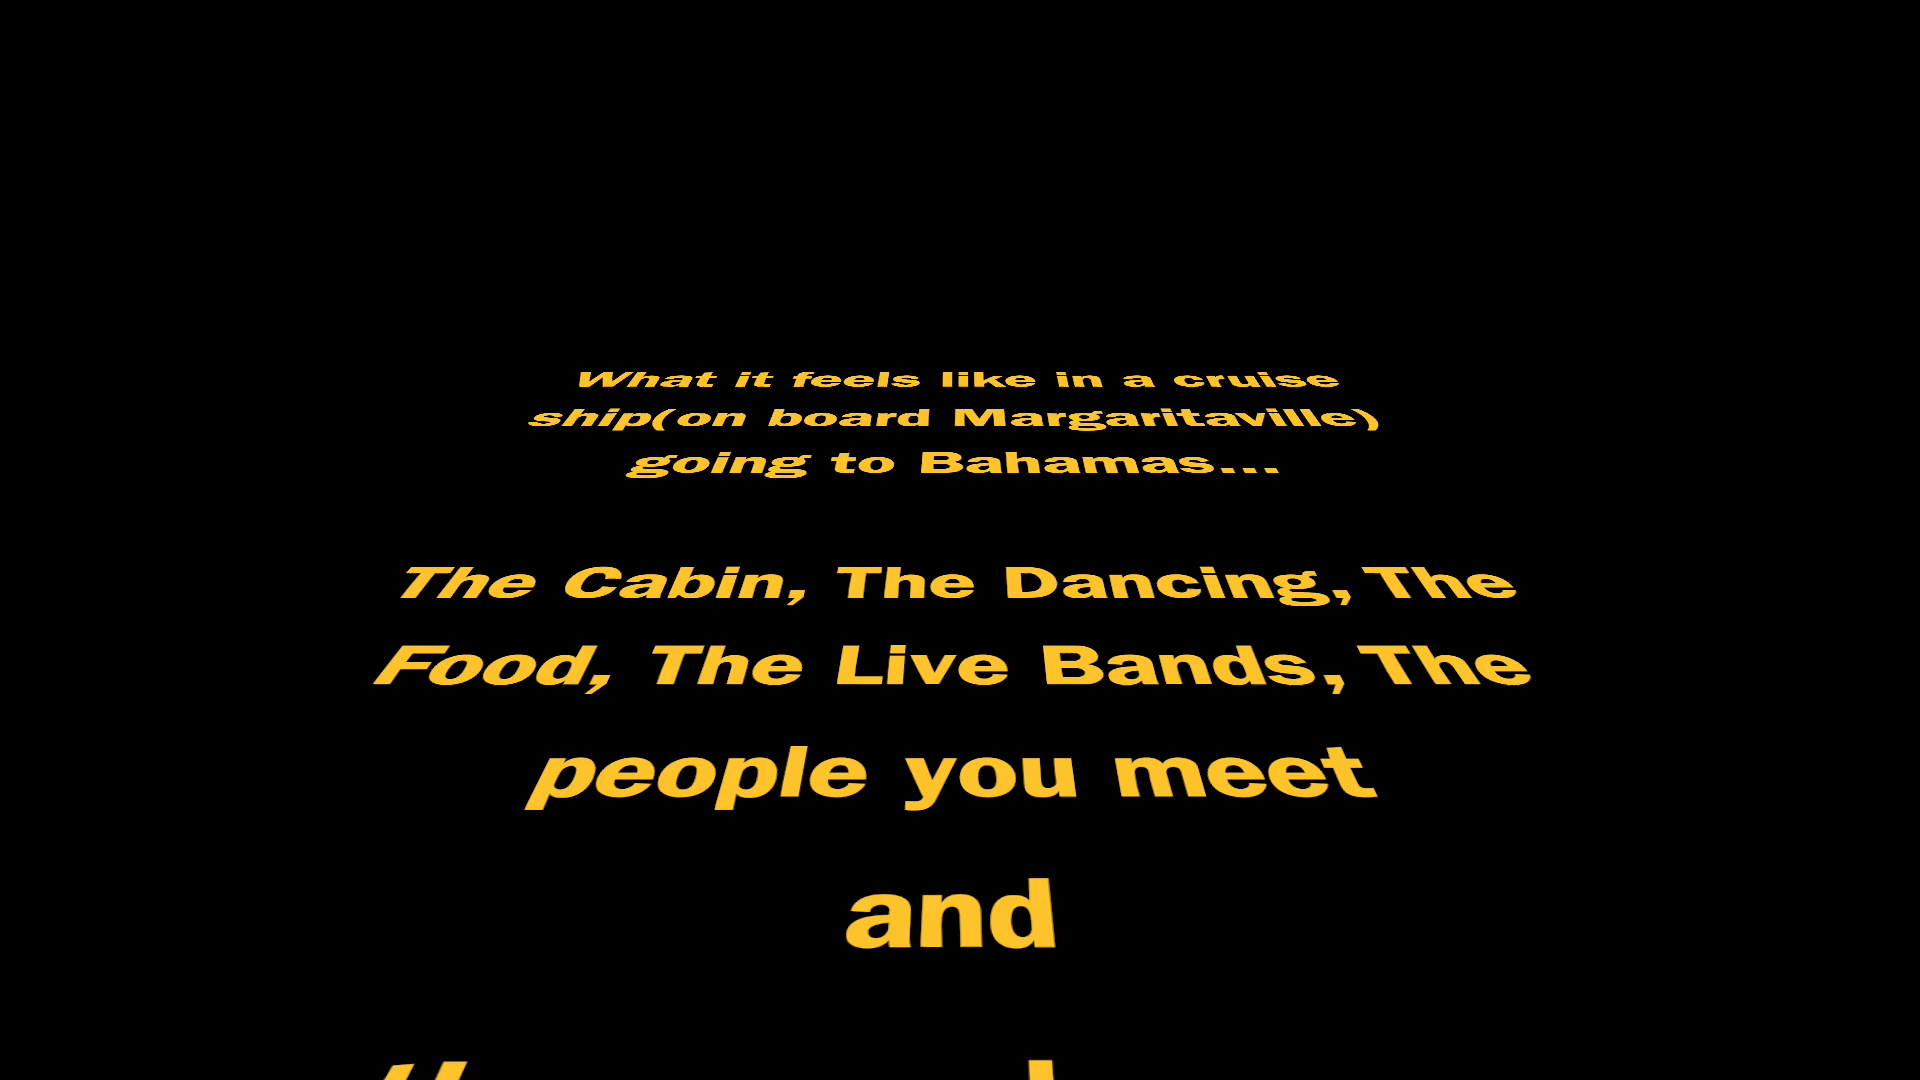 What it feels like in a cruise
ship(on board Margaritaville)
going to Bahamas...
The Cabin, The Dancing, The
Food, The Live Bands, The
people you meet
and